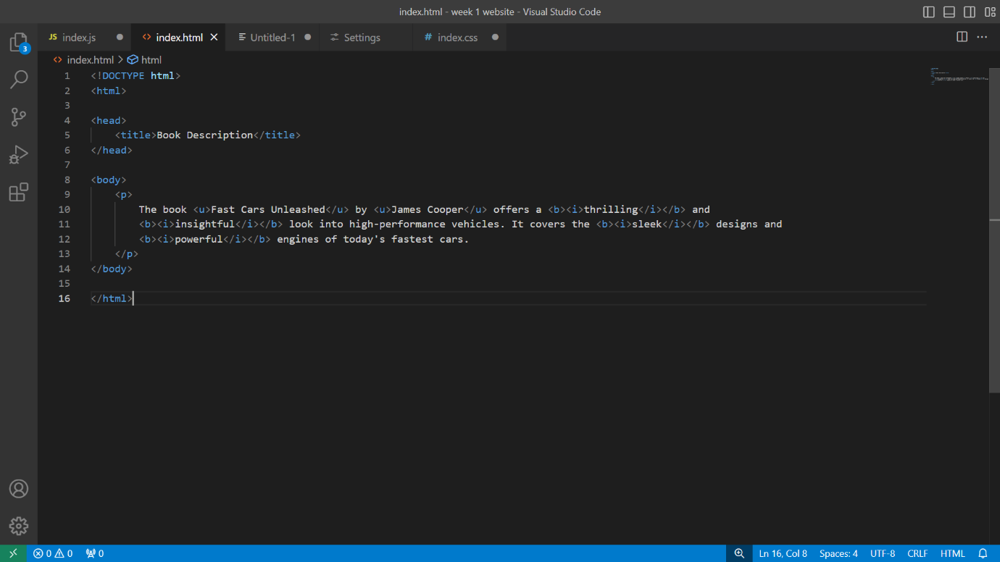 index.html - week 1 website - Visual Studio Code
JS index.js
<> index.html
Untitled-1
Settings
# index.css
3
<> index.html > html
1 <!DOCTYPE html>
2 <html>
3
4 <head>
5     <title>Book Description</title>
6 </head>
7
8 <body>
9     <p>
10         The book <u>Fast Cars Unleashed</u> by <u>James Cooper</u> offers a <b><i>thrilling</i></b> and
11         <b><i>insightful</i></b> look into high-performance vehicles. It covers the <b><i>sleek</i></b> designs and
12         <b><i>powerful</i></b> engines of today's fastest cars.
13     </p>
14 </body>
15
16 </html>
0 0 0 Ln 16, Col 8 Spaces: 4 UTF-8 CRLF HTML